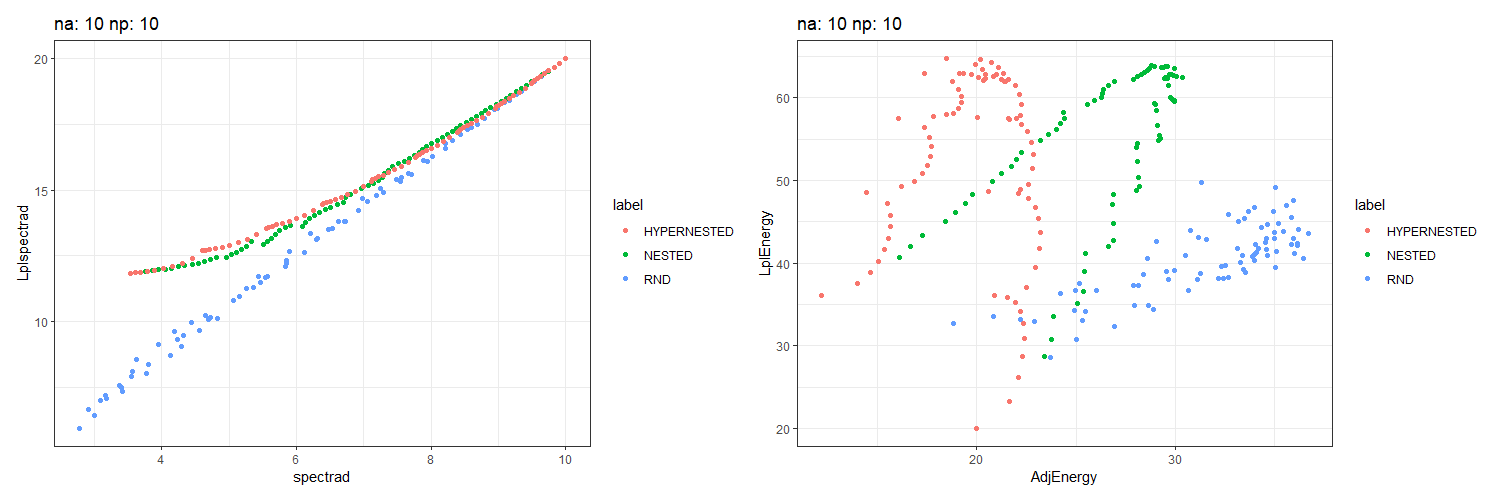 na: 10 np: 10
20
15
10
Lplspectrad
4
6
8
10
spectrad
label
HYPERNESTED
NESTED
RND
na: 10 np: 10
60
50
40
30
20
LplEnergy
20
30
AdjEnergy
label
HYPERNESTED
NESTED
RND